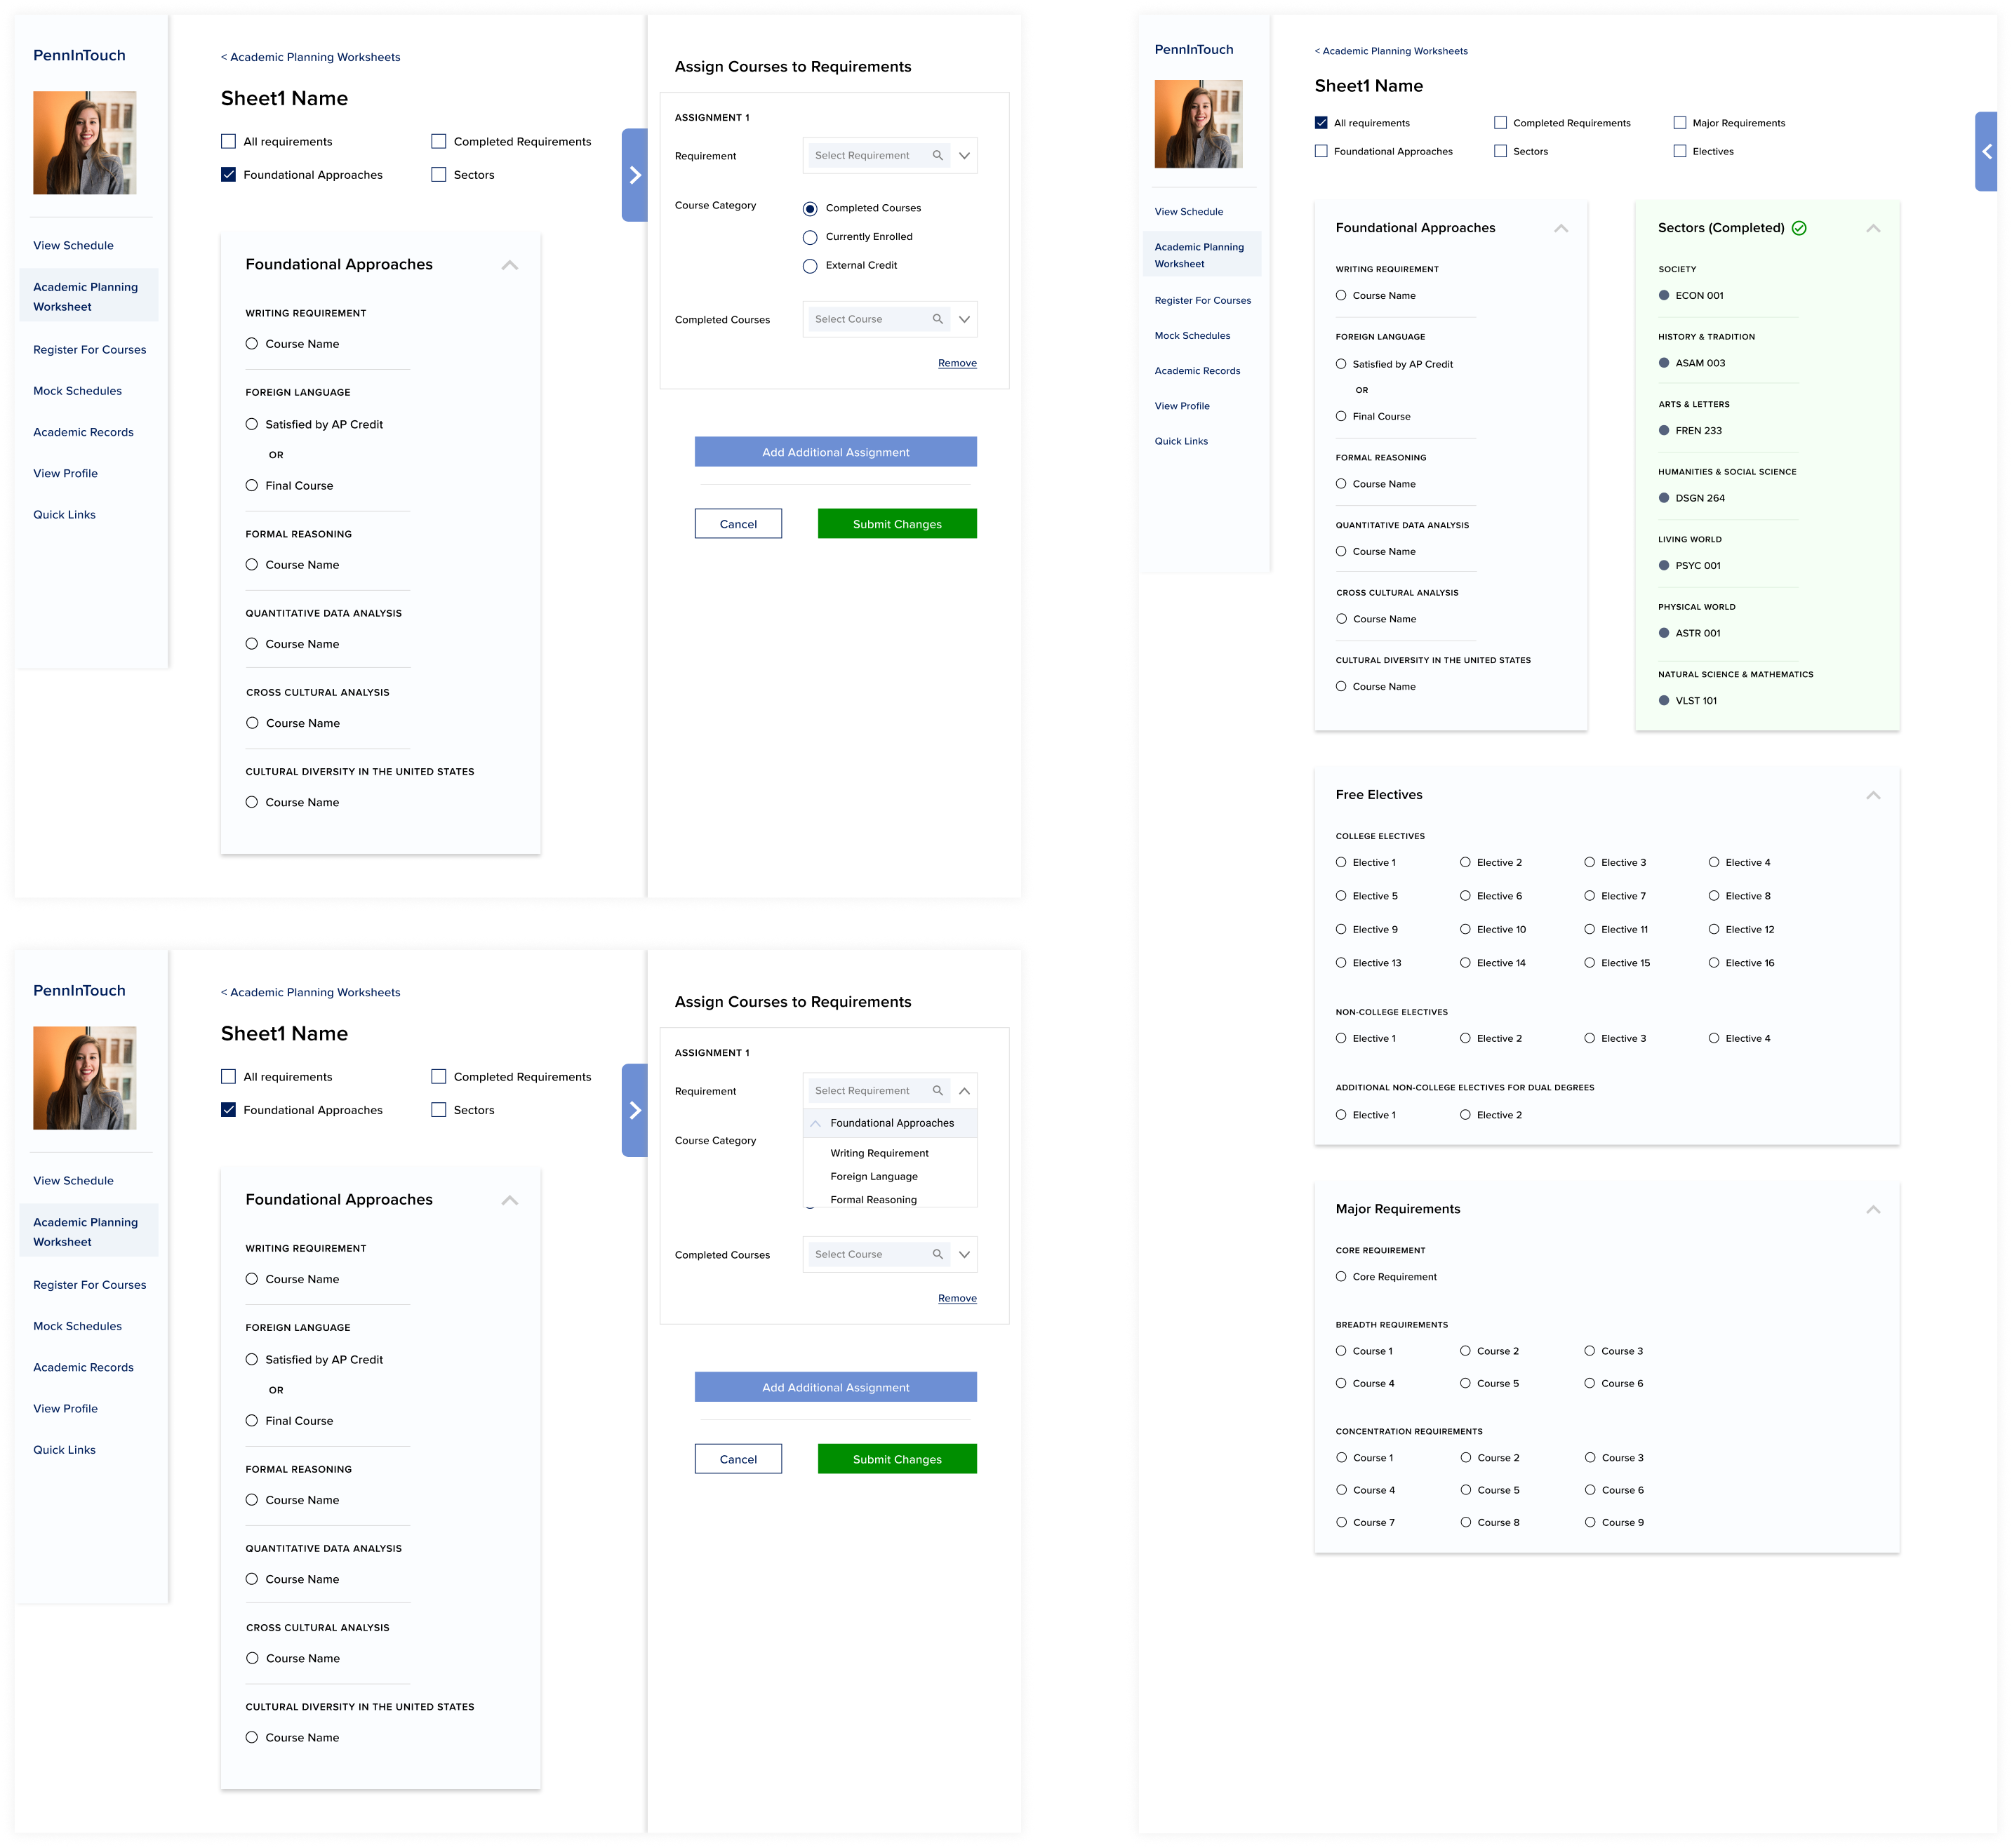 PennInTouch
View Schedule
Academic Planning
Worksheet
Register For Courses
Mock Schedules
Academic Records
View Profile
Quick Links
< Academic Planning Worksheets
Sheet1 Name
All requirements
Completed Requirements
Foundational Approaches
Sectors
Foundational Approaches
WRITING REQUIREMENT
Course Name
FOREIGN LANGUAGE
Satisfied by AP Credit
OR
Final Course
FORMAL REASONING
Course Name
QUANTITATIVE DATA ANALYSIS
Course Name
CROSS CULTURAL ANALYSIS
Course Name
CULTURAL DIVERSITY IN THE UNITED STATES
Course Name
Assign Courses to Requirements
ASSIGNMENT 1
Requirement
Select Requirement
Course Category
Completed Courses
Currently Enrolled
External Credit
Completed Courses
Select Course
Remove
Add Additional Assignment
Cancel
Submit Changes
PennInTouch
View Schedule
Academic Planning
Worksheet
Register For Courses
Mock Schedules
Academic Records
View Profile
Quick Links
< Academic Planning Worksheets
Sheet1 Name
All requirements
Completed Requirements
Foundational Approaches
Sectors
Foundational Approaches
WRITING REQUIREMENT
Course Name
FOREIGN LANGUAGE
Satisfied by AP Credit
OR
Final Course
FORMAL REASONING
Course Name
QUANTITATIVE DATA ANALYSIS
Course Name
CROSS CULTURAL ANALYSIS
Course Name
CULTURAL DIVERSITY IN THE UNITED STATES
Course Name
Assign Courses to Requirements
ASSIGNMENT 1
Requirement
Select Requirement
Foundational Approaches
Writing Requirement
Foreign Language
Formal Reasoning
Course Category
Completed Courses
Select Course
Remove
Add Additional Assignment
Cancel
Submit Changes
PennInTouch
View Schedule
Academic Planning
Worksheet
Register For Courses
Mock Schedules
Academic Records
View Profile
Quick Links
< Academic Planning Worksheets
Sheet1 Name
All requirements
Completed Requirements
Major Requirements
Foundational Approaches
Sectors
Electives
Foundational Approaches
WRITING REQUIREMENT
Course Name
FOREIGN LANGUAGE
Satisfied by AP Credit
OR
Final Course
FORMAL REASONING
Course Name
QUANTITATIVE DATA ANALYSIS
Course Name
CROSS CULTURAL ANALYSIS
Course Name
CULTURAL DIVERSITY IN THE UNITED STATES
Course Name
Sectors (Completed)
SOCIETY
ECON 001
HISTORY & TRADITION
ASAM 003
ARTS & LETTERS
FREN 233
HUMANITIES & SOCIAL SCIENCE
DSGN 264
LIVING WORLD
PSYC 001
PHYSICAL WORLD
ASTR 001
NATURAL SCIENCE & MATHEMATICS
VLST 101
Free Electives
COLLEGE ELECTIVES
Elective 1 Elective 2 Elective 3 Elective 4
Elective 5 Elective 6 Elective 7 Elective 8
Elective 9 Elective 10 Elective 11 Elective 12
Elective 13 Elective 14 Elective 15 Elective 16
NON-COLLEGE ELECTIVES
Elective 1 Elective 2 Elective 3 Elective 4
ADDITIONAL NON-COLLEGE ELECTIVES FOR DUAL DEGREES
Elective 1 Elective 2
Major Requirements
CORE REQUIREMENT
Core Requirement
BREADTH REQUIREMENTS
Course 1 Course 2 Course 3
Course 4 Course 5 Course 6
CONCENTRATION REQUIREMENTS
Course 1 Course 2 Course 3
Course 4 Course 5 Course 6
Course 7 Course 8 Course 9